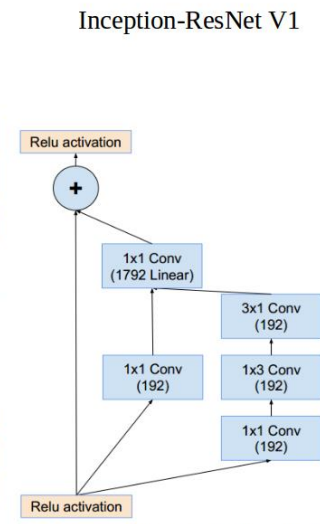 Inception-ResNet V1
Relu activation
+
1x1 Conv
(1792 Linear)
3x1 Conv
(192)
1x1 Conv
(192)
1x3 Conv
(192)
1x1 Conv
(192)
Relu activation